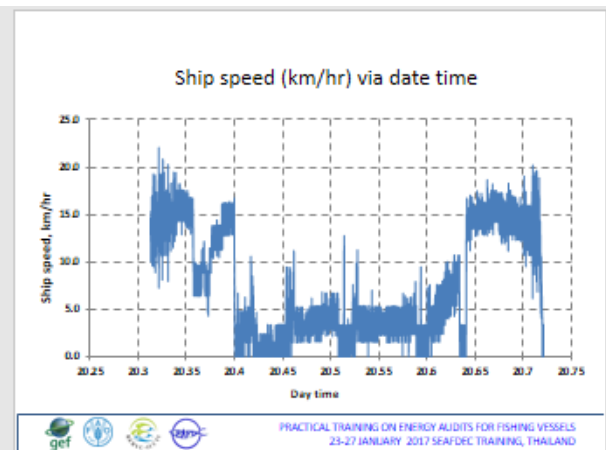 Ship speed (km/hr) via date time
Ship speed, km/hr
25.0
20.0
15.0
10.0
5.0
0.0
20.25 20.3 20.35 20.4 20.45 20.5 20.55 20.6 20.65 20.7 20.75
Day time
gef
PRACTICAL TRAINING ON ENERGY AUDITS FOR FISHING VESSELS
23-27 JANUARY 2017 SEAFDEC TRAINING, THAILAND